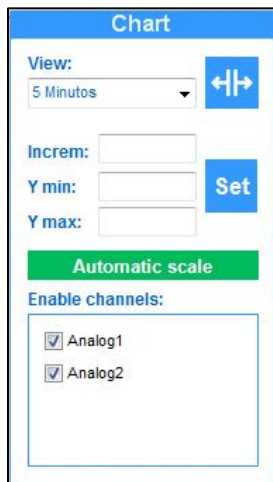 Chart
View:
5 Minutos
Increm:
Y min:
Set
Y max:
Automatic scale
Enable channels:
Analog1
Analog2